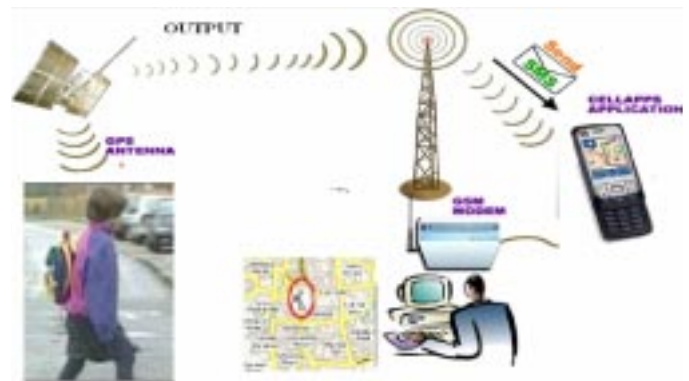 OUTPUT
Send
SMS
CELLAPPS
APPLICATION
GPS
ANTENNA
GSM
MODEM